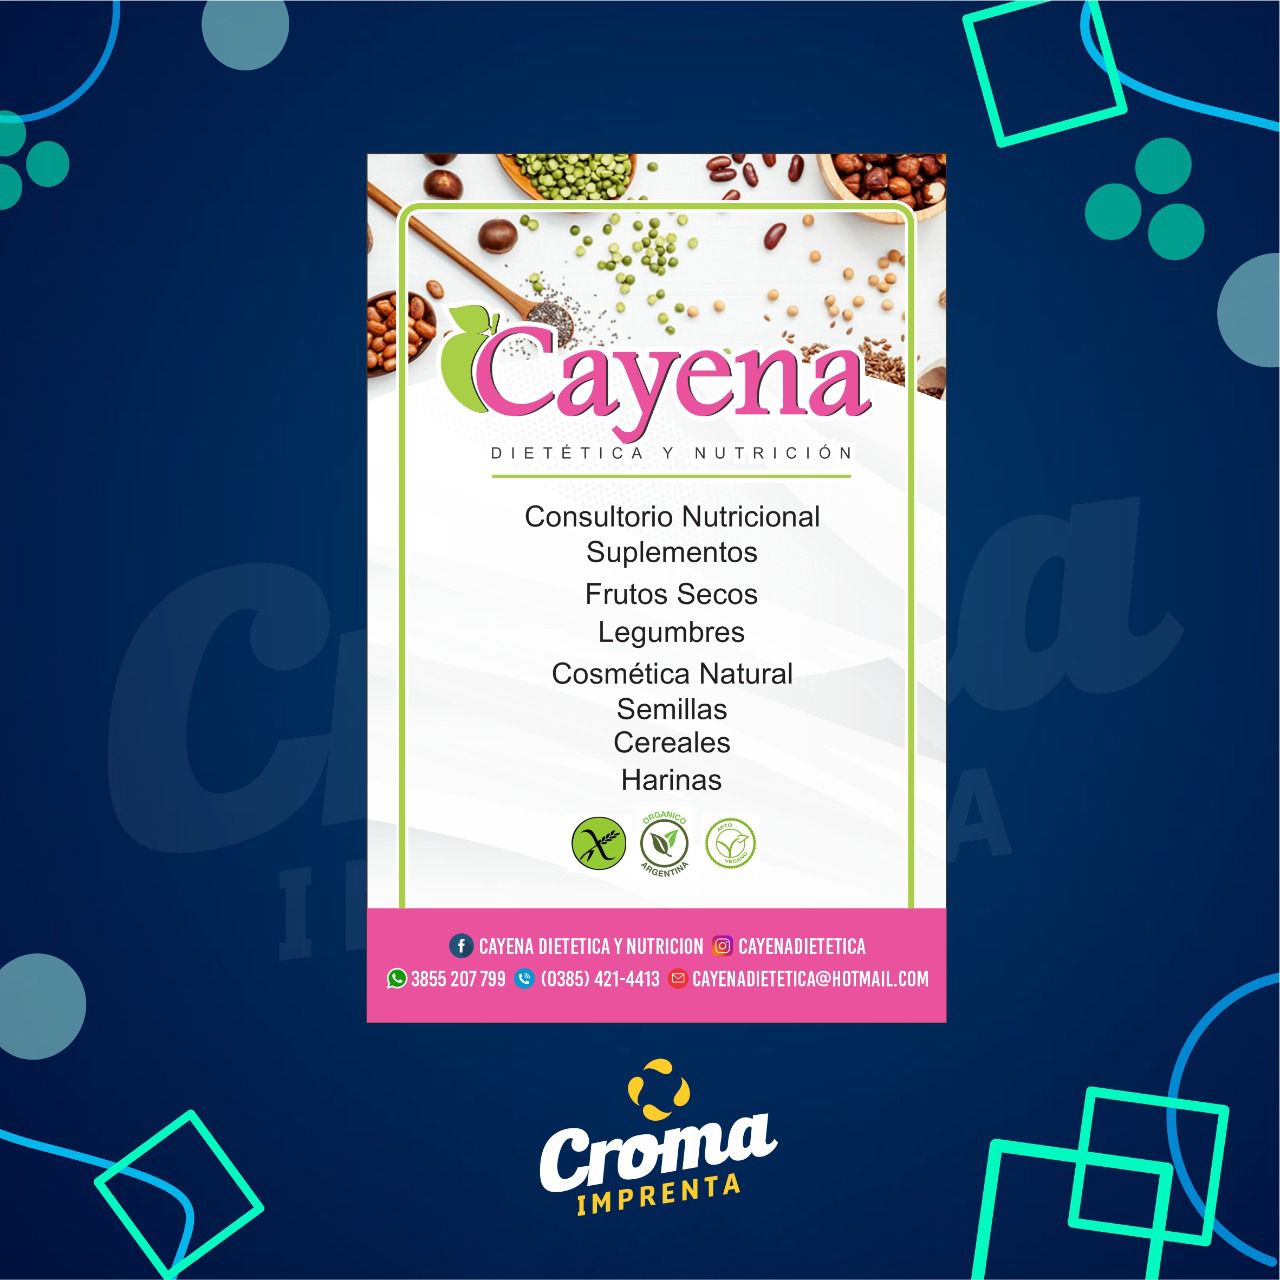 Cayena
DIETÉTICA Y NUTRICIÓN
Consultorio Nutricional
Suplementos
Frutos Secos
Legumbres
Cosmética Natural
Semillas
Cereales
Harinas
ORGANICO
ARGENTINA
APTO
VEGANO
CAYENA DIETETICA Y NUTRICION CAYENADIETETICA
3855 207 799 (0385) 421-4413 CAYENADIETETICA@HOTMAIL.COM
Croma
IMPRENTA